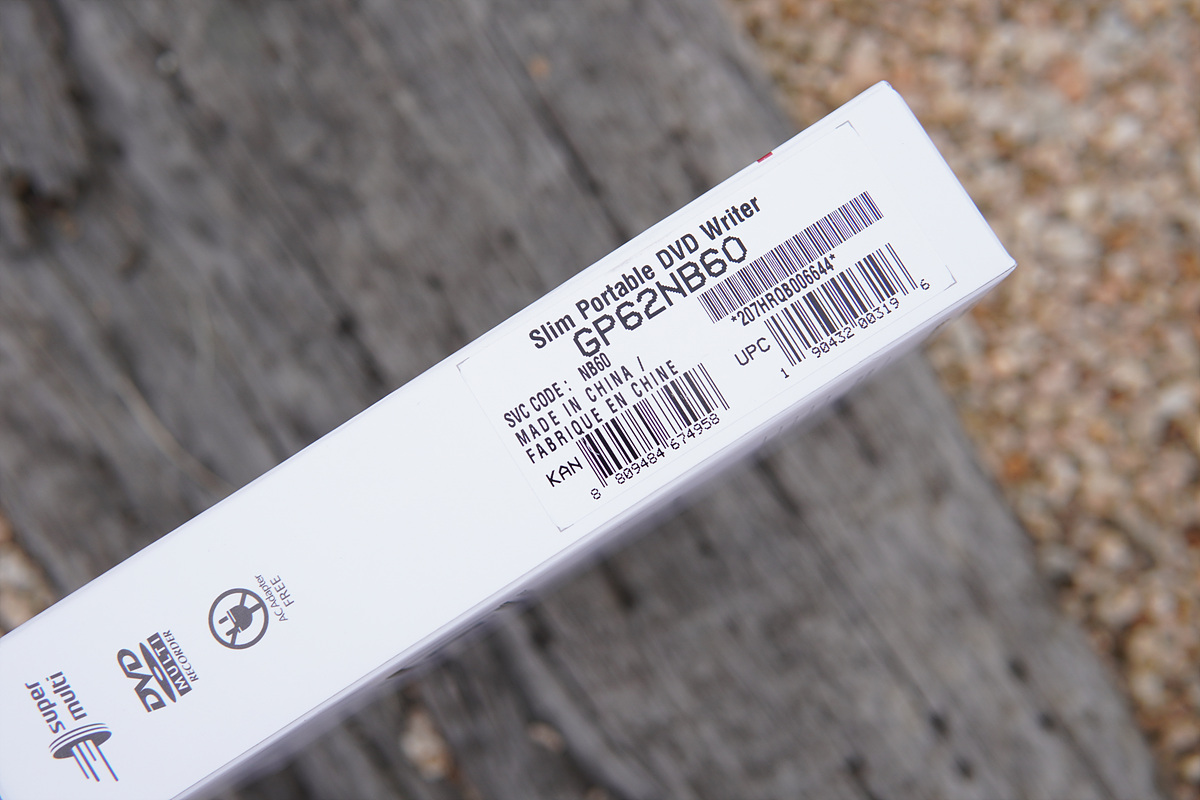 Slim Portable DVD Writer
GP62NB60
SVC CODE: NB60
MADE IN CHINA /
FABRIQUE EN CHINE
KAN
8 809484 674958
*207HRQB006644*
UPC
1 90432 00319 6
AC Adapter
FREE
DVD
MULTI
RECORDER
super
multi